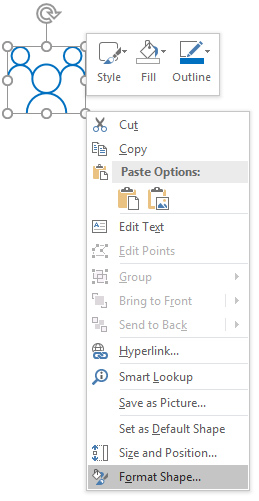 Style Fill Outline
Cut
Copy
Paste Options:
Edit Text
Edit Points
Group
Bring to Front
Send to Back
Hyperlink...
Smart Lookup
Save as Picture...
Set as Default Shape
Size and Position...
Format Shape...